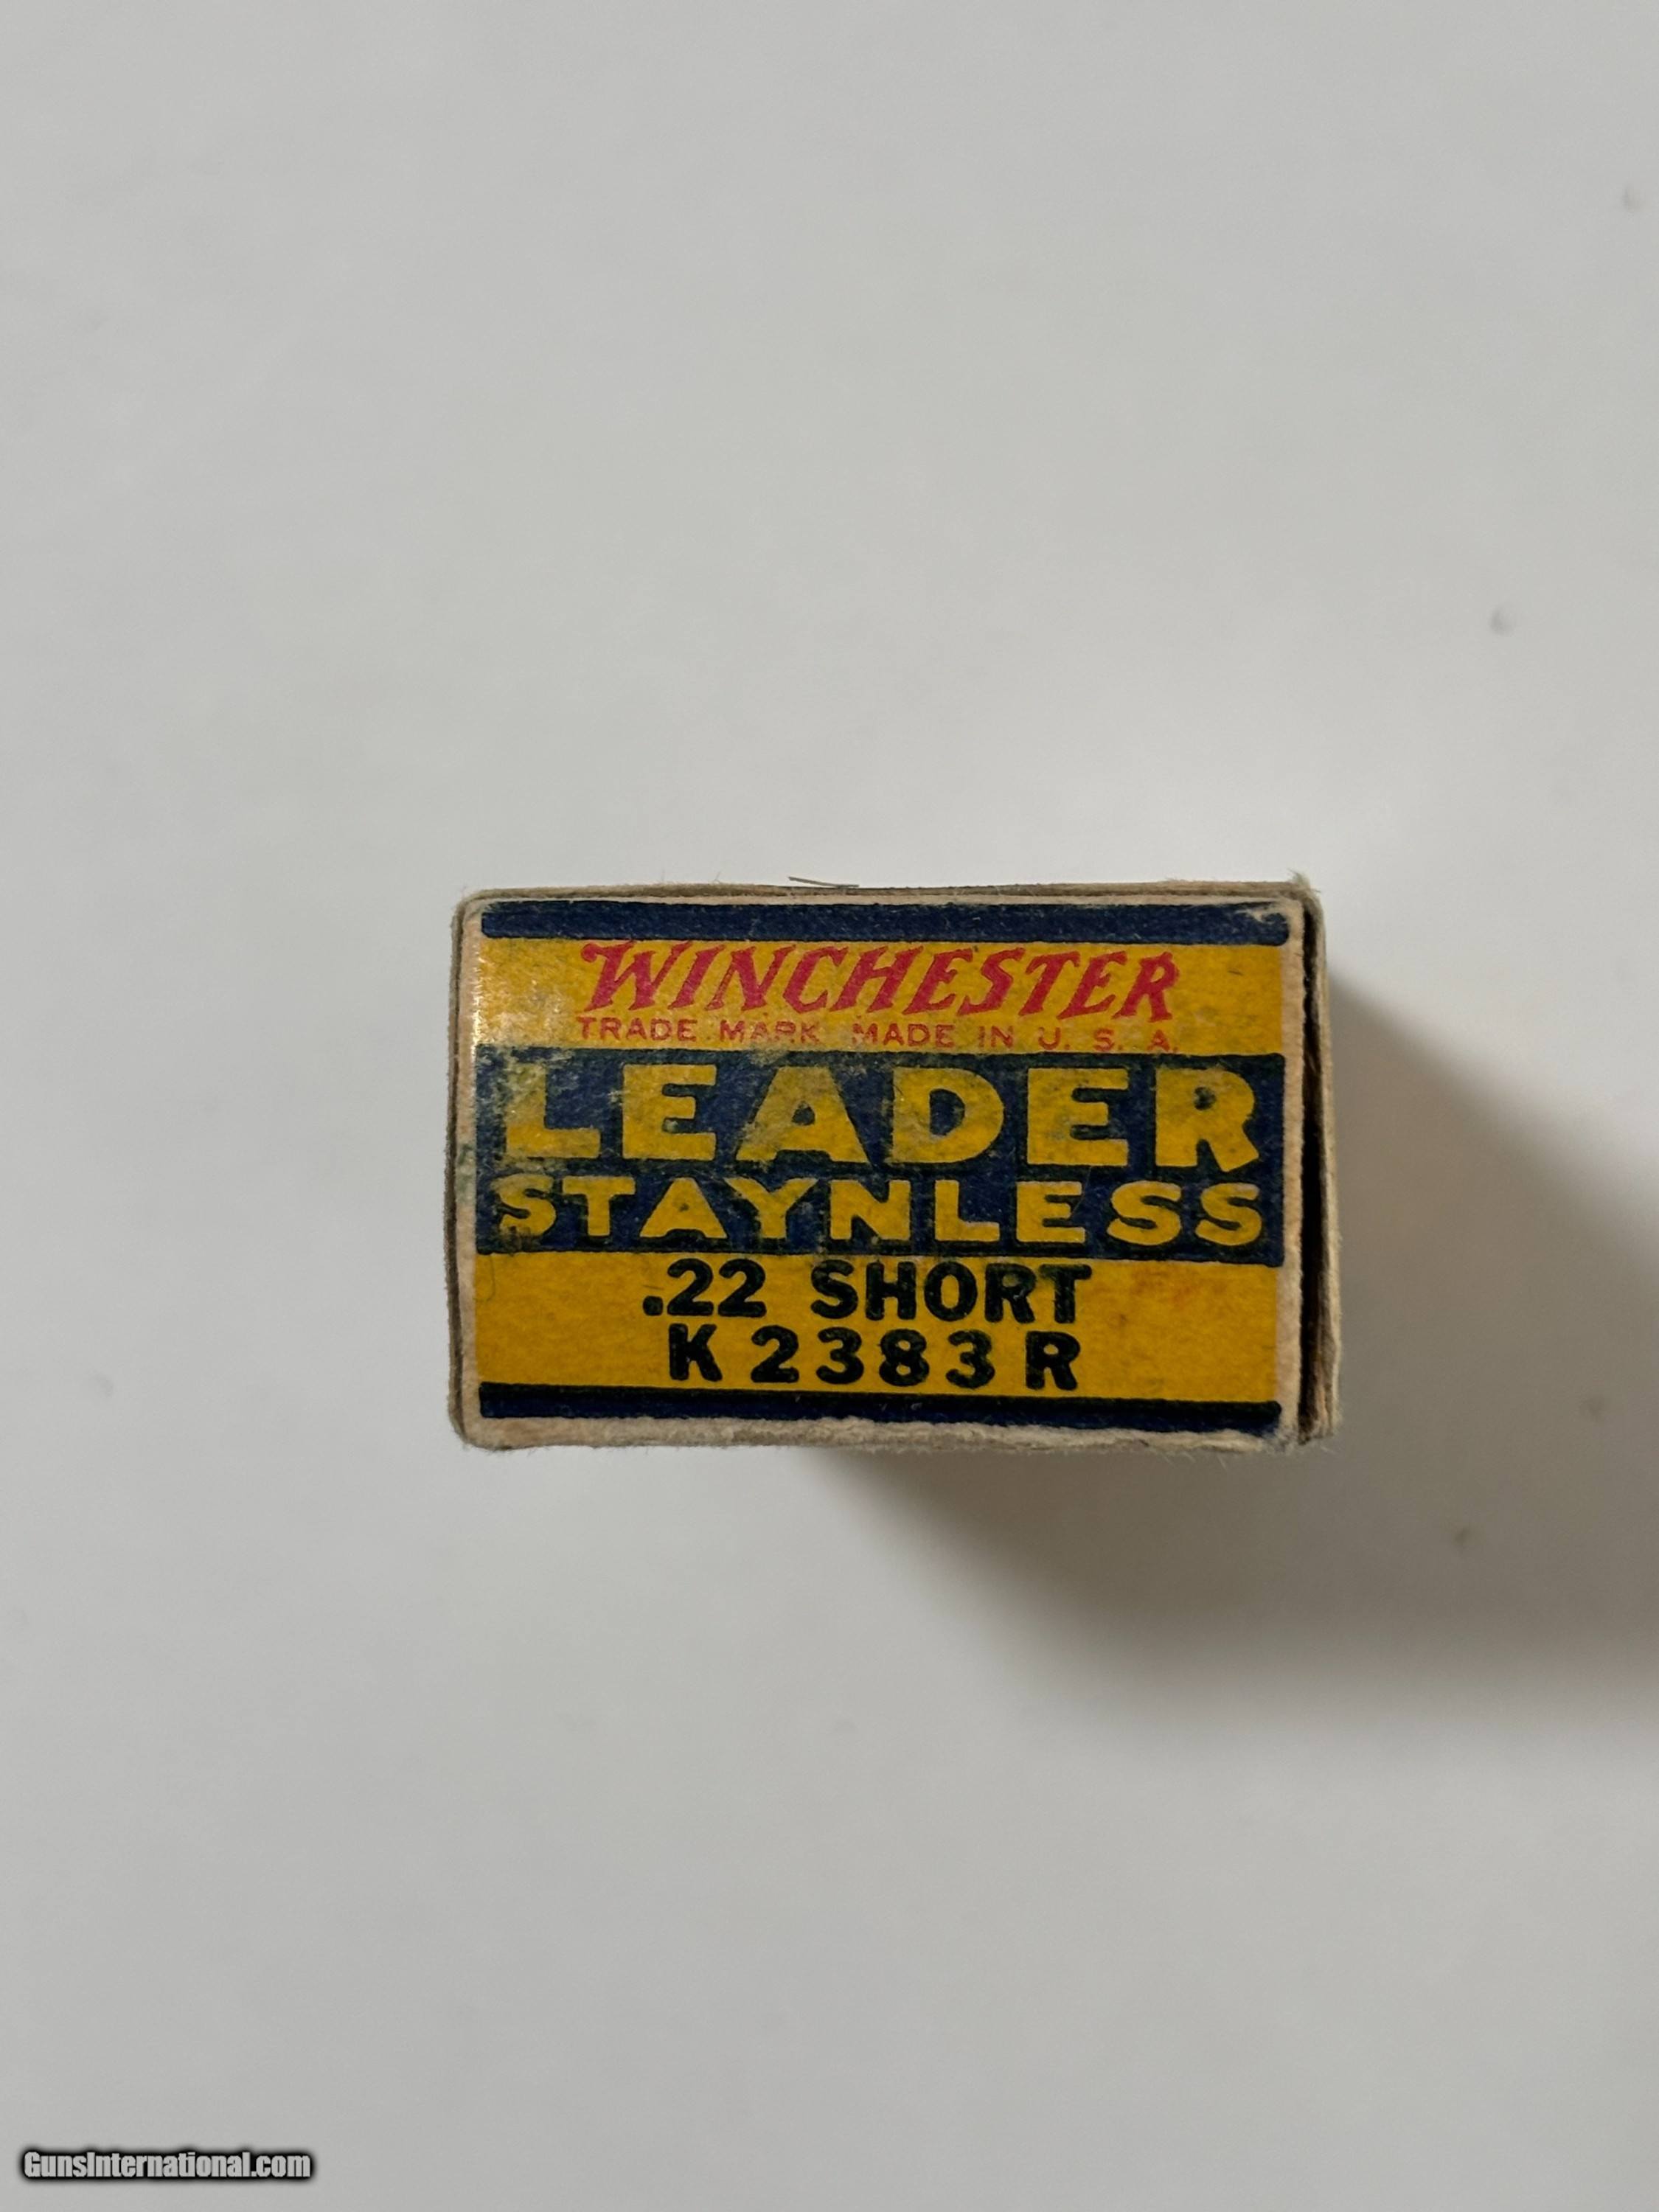 WINCHESTER
TRADE MARK MADE IN U. S. A.
LEADER
STAYNLESS
.22 SHORT
K 2383 R
GunsInternational.com